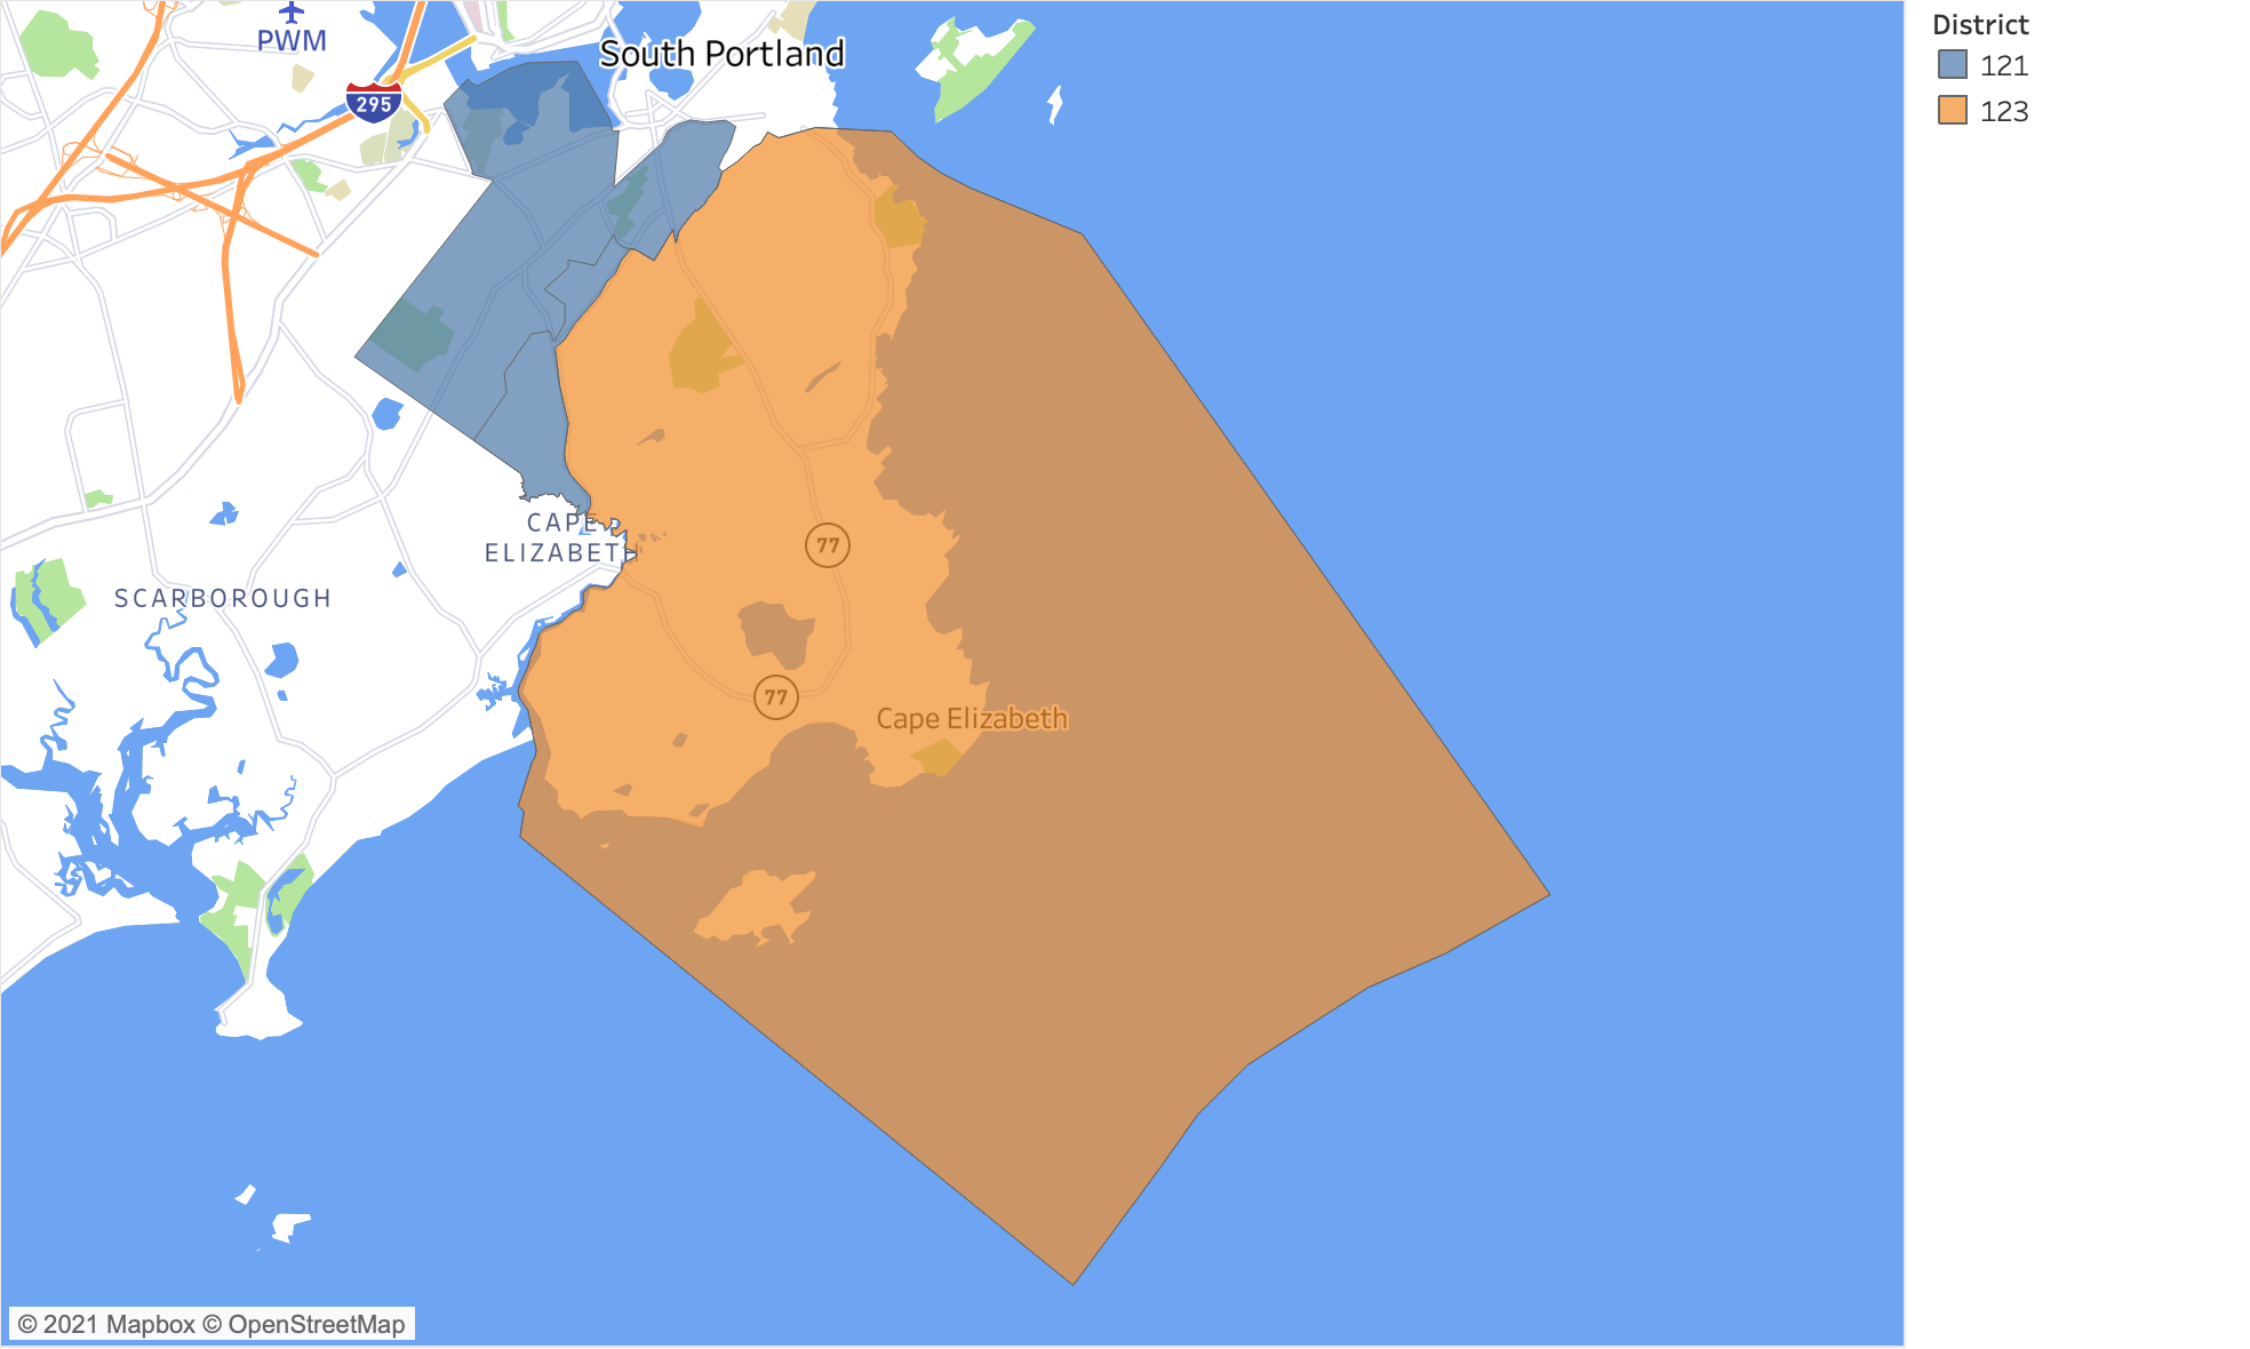 PWM
South Portland
295
CAPE
ELIZABETH
77
SCARBOROUGH
77
Cape Elizabeth
District
121
123
© 2021 Mapbox © OpenStreetMap